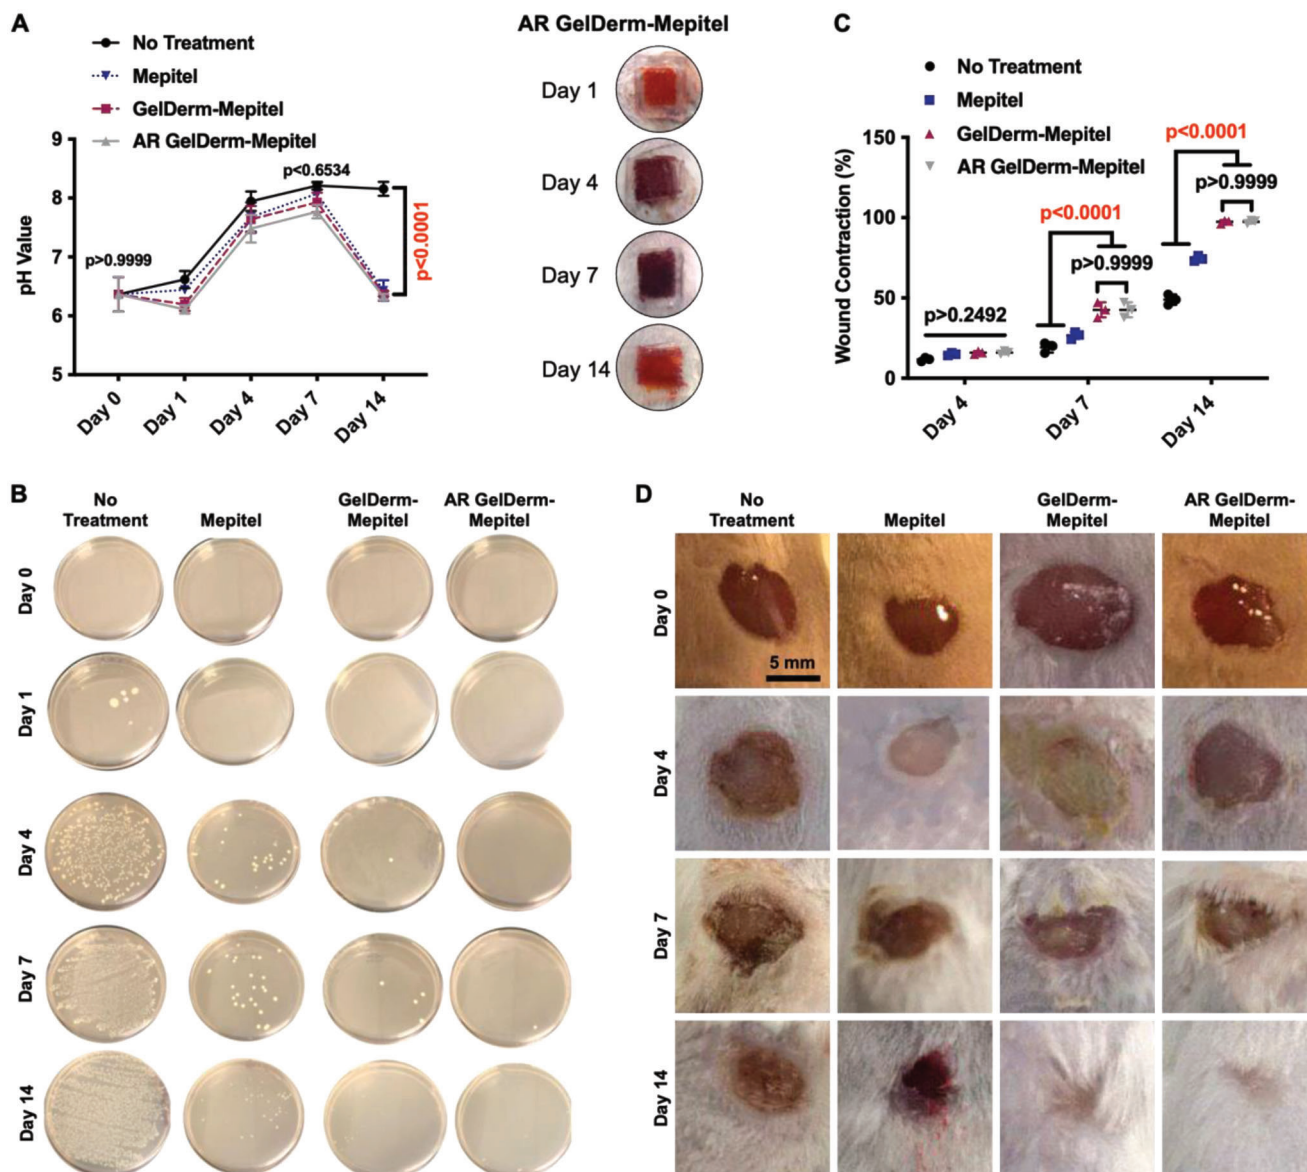 A
No Treatment
Mepitel
GelDerm-Mepitel
AR GelDerm-Mepitel
pH Value
9
8
7
6
5
p>0.9999
p<0.6534
p<0.0001
Day 0
Day 1
Day 4
Day 7
Day 14
AR GelDerm-Mepitel
Day 1
Day 4
Day 7
Day 14
C
No Treatment
Mepitel
GelDerm-Mepitel
AR GelDerm-Mepitel
Wound Contraction (%)
150
100
50
0
p>0.2492
p<0.0001
p>0.9999
p<0.0001
p>0.9999
Day 4
Day 7
Day 14
B
No
Treatment
Mepitel
GelDerm-
Mepitel
AR GelDerm-
Mepitel
Day 0
Day 1
Day 4
Day 7
Day 14
D
No
Treatment
Mepitel
GelDerm-
Mepitel
AR GelDerm-
Mepitel
Day 0
5 mm
Day 4
Day 7
Day 14